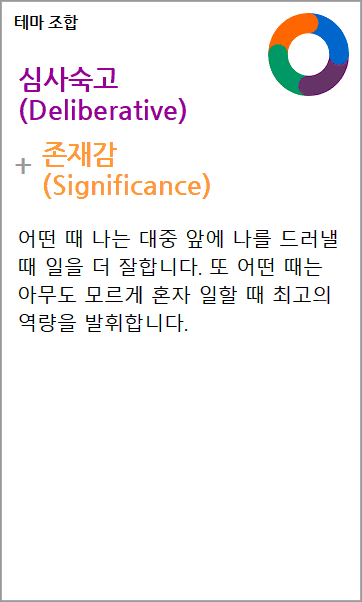 테마 조합
심사숙고
(Deliberative)
+ 존재감
(Significance)
어떤 때 나는 대중 앞에 나를 드러낼
때 일을 더 잘합니다. 또 어떤 때는
아무도 모르게 혼자 일할 때 최고의
역량을 발휘합니다.